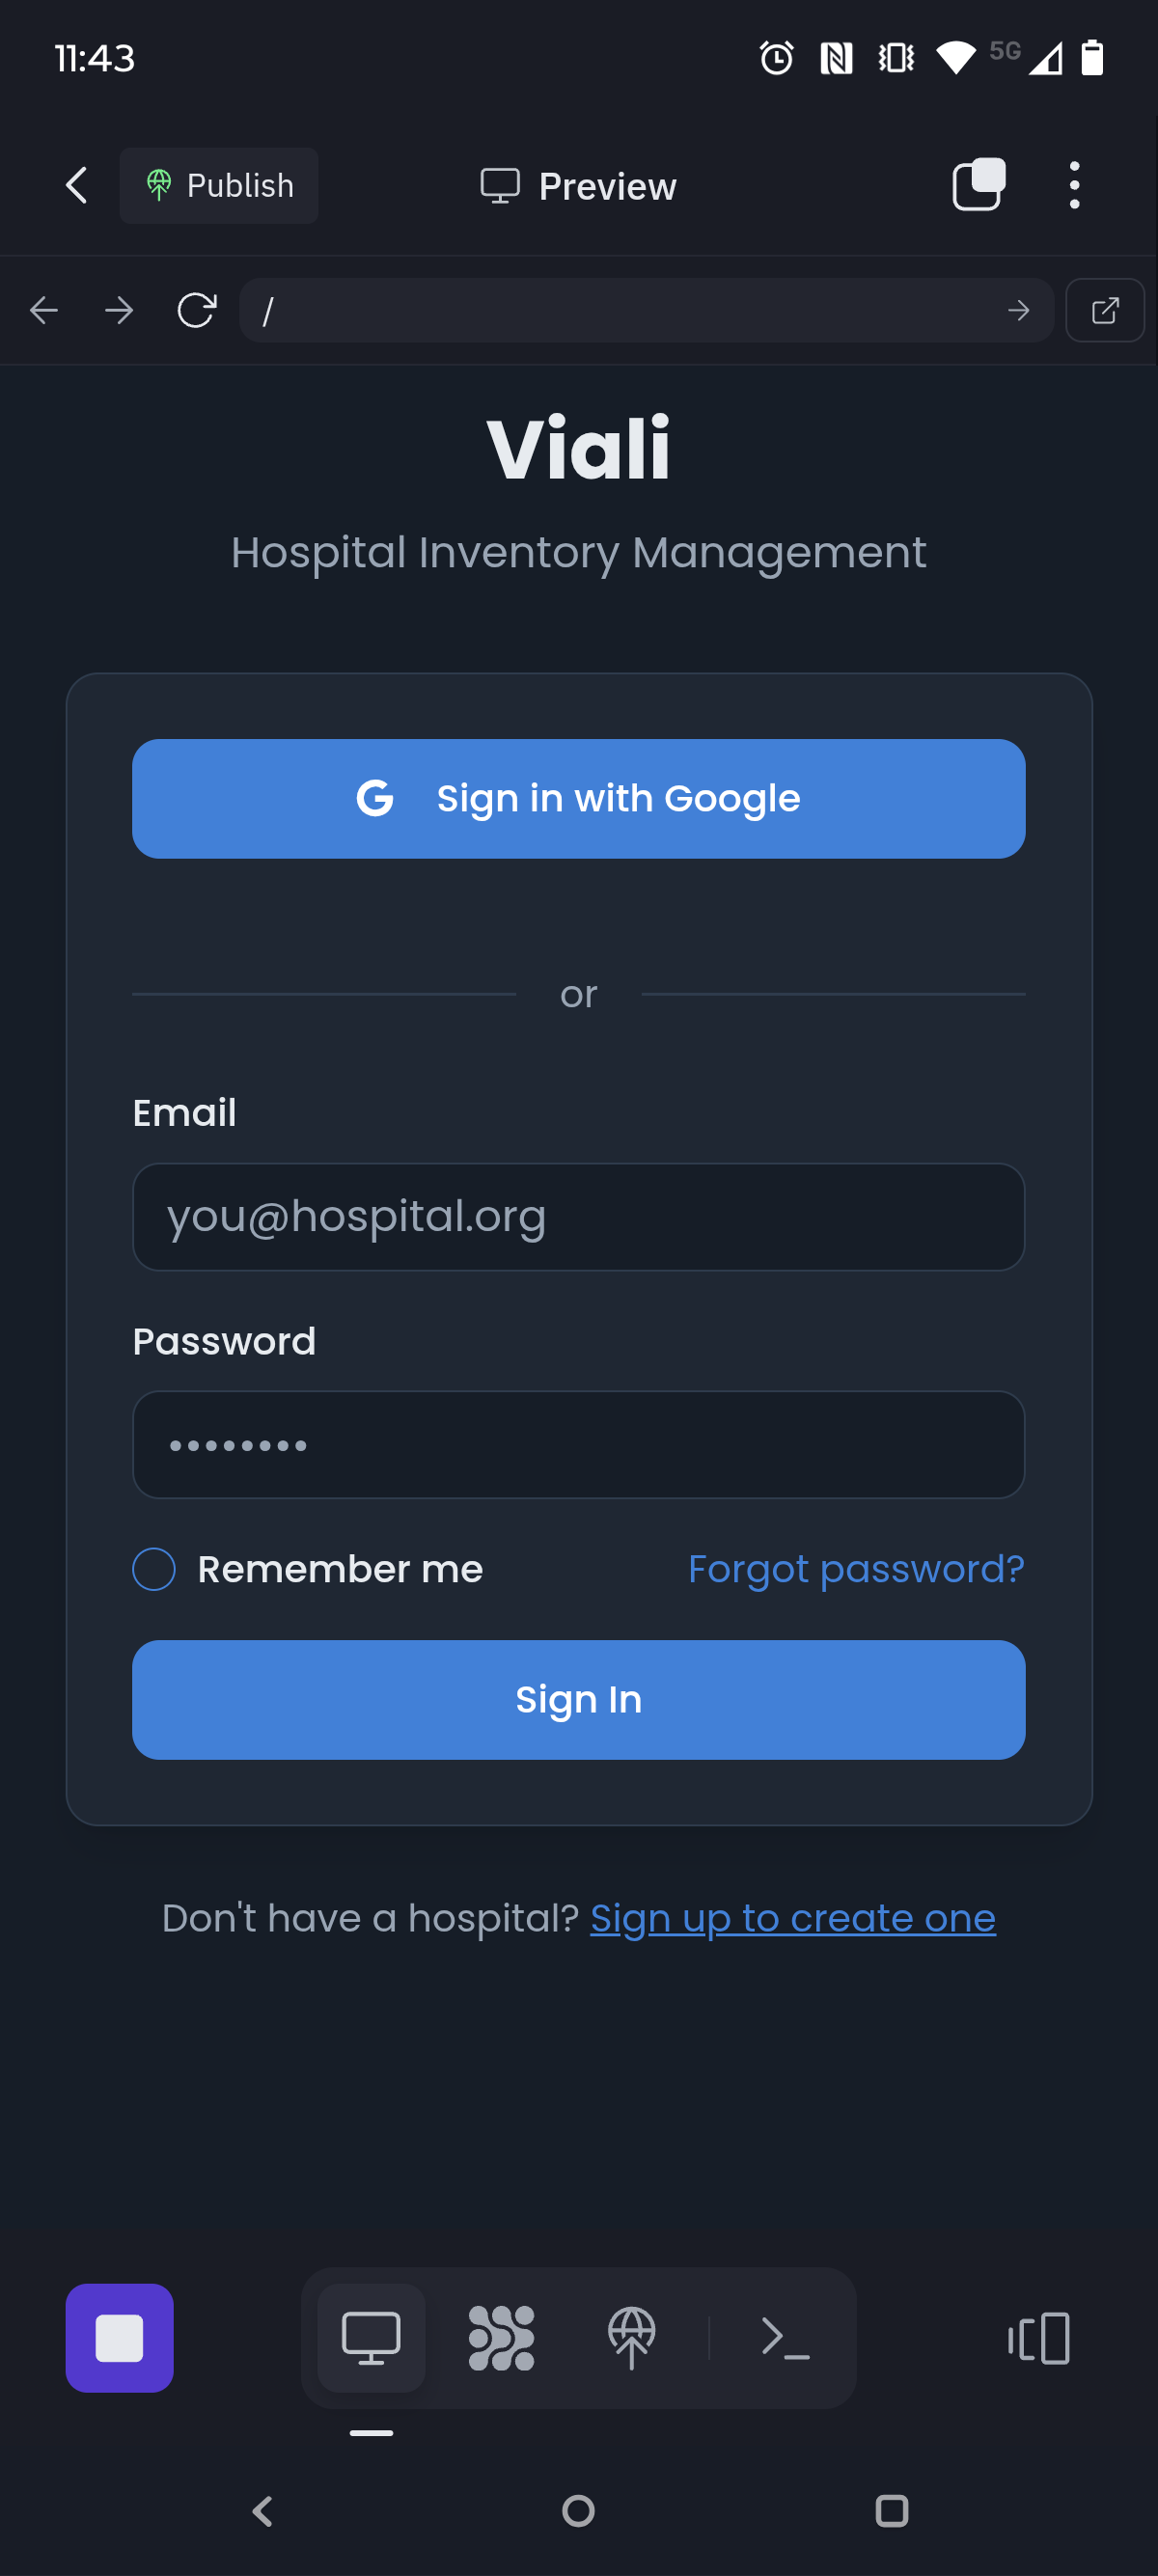 11:43
5G
Publish
Preview
/
Viali
Hospital Inventory Management
G Sign in with Google
or
Email
you@hospital.org
Password
••••••••
Remember me
Forgot password?
Sign In
Don't have a hospital? Sign up to create one